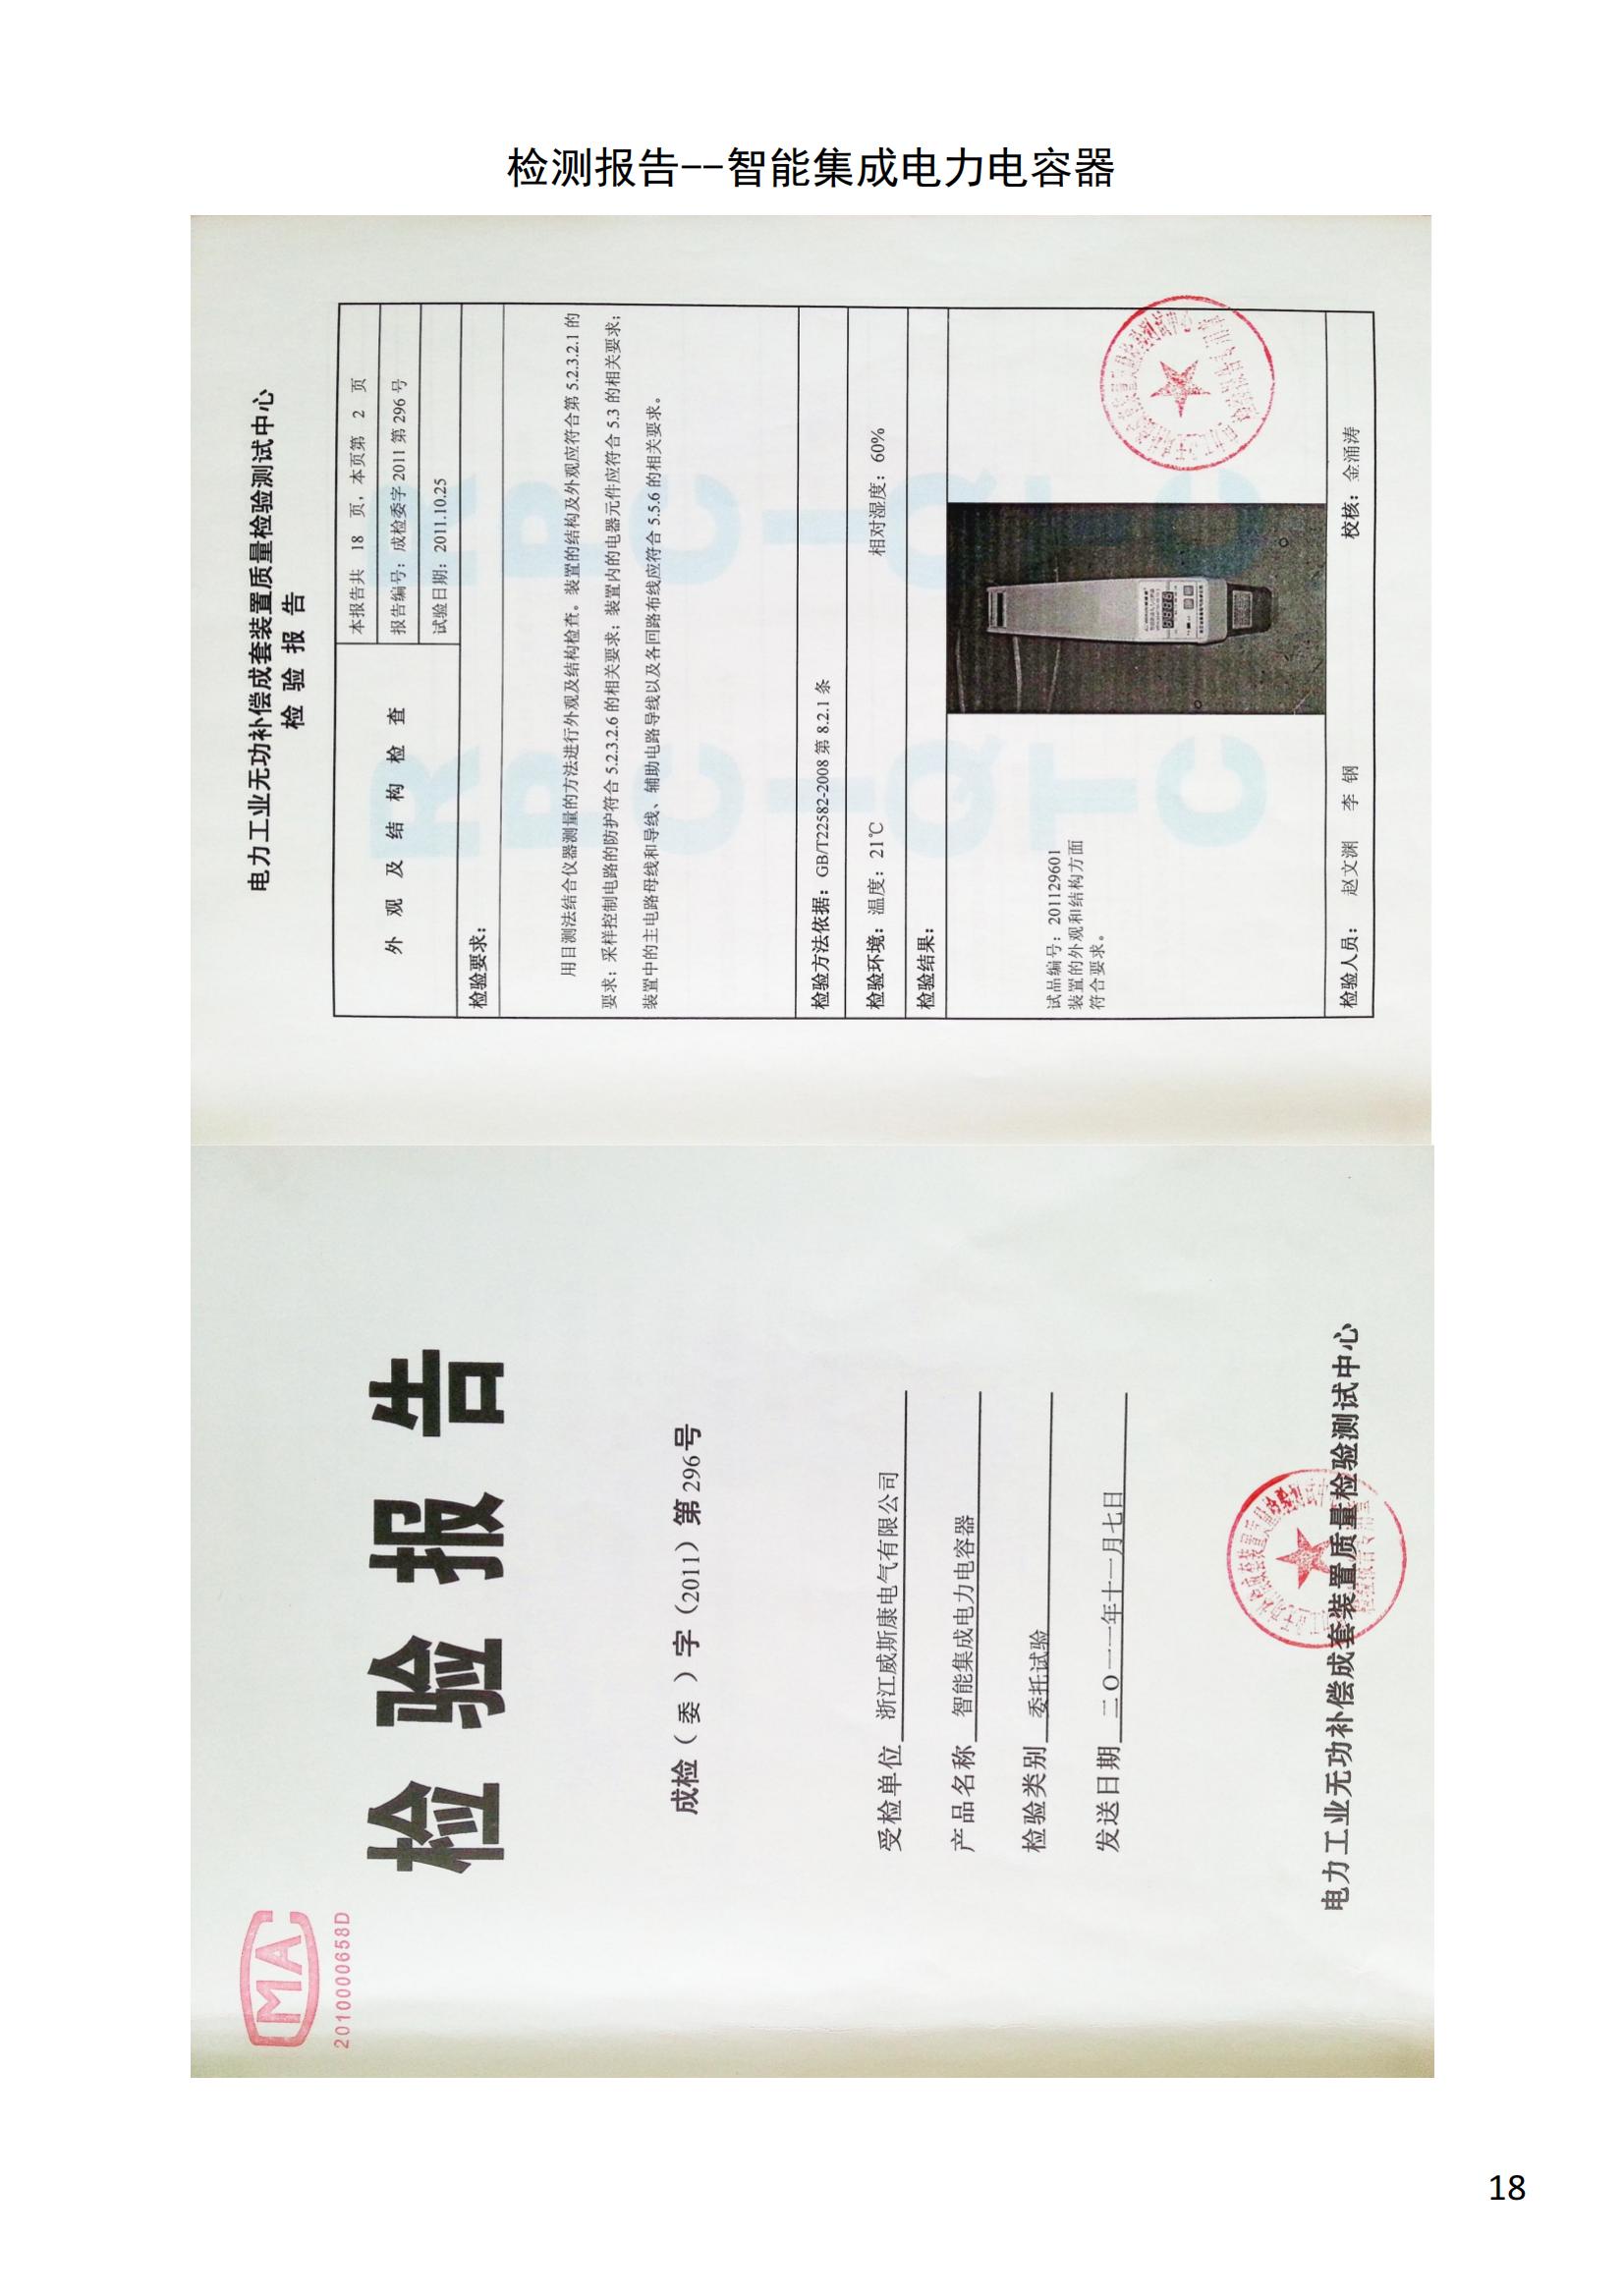 检测报告--智能集成电力电容器
电力工业无功补偿成套装置质量检验测试中心
检 验 报 告
外 观 及 结 构 检 查
本报告共 18 页,本页第 2 页
报告编号:成检委字 2011 第 296 号
试验日期:2011.10.25
检验要求:
用目测法结合仪器测量的方法进行外观及结构检查。装置的结构及外观应符合第 5.2.3.2.1 的
要求;采样控制电路的防护符合 5.2.3.2.6 的相关要求;装置内的电器元件应符合 5.3 的相关要求;
装置中的主电路母线和导线、辅助电路导线以及各回路布线应符合 5.5.6 的相关要求。
检验方法依据:GB/T22582-2008 第 8.2.1 条
检验环境:温度:21℃ 相对湿度:60%
检验结果:
试品编号:201129601
装置的外观和结构方面
符合要求。
检验人员: 赵文渊 李 钢 校核:金涌涛
RPCIQTC
RPCIQTC
MA
2010000658D
检 验 报 告
成检(委)字(2011)第296号
受检单位 浙江威斯康电气有限公司
产品名称 智能集成电力电容器
检验类别 委托试验
发送日期 二O一一年十一月七日
电力工业无功补偿成套装置质量检验测试中心
18